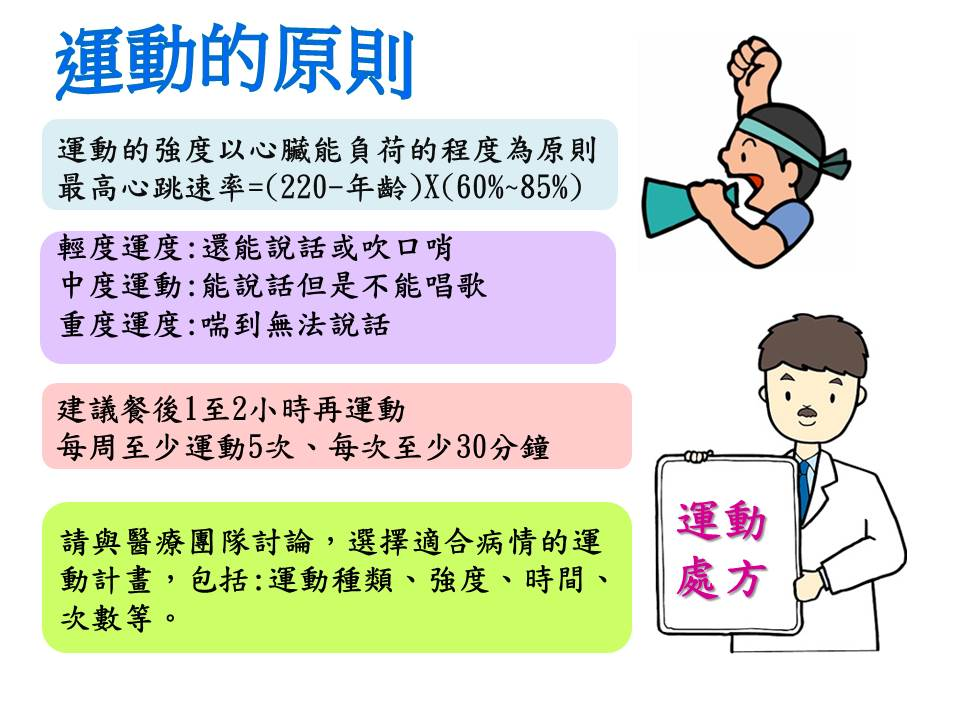 運動的原則
運動的強度以心臟能負荷的程度為原則
最高心跳速率=(220-年齡)X(60%~85%)
輕度運度:還能說話或吹口哨
中度運動:能說話但是不能唱歌
重度運度:喘到無法說話
建議餐後1至2小時再運動
每周至少運動5次、每次至少30分鐘
請與醫療團隊討論，選擇適合病情的運
動計畫，包括:運動種類、強度、時間、
次數等。
運動
處方